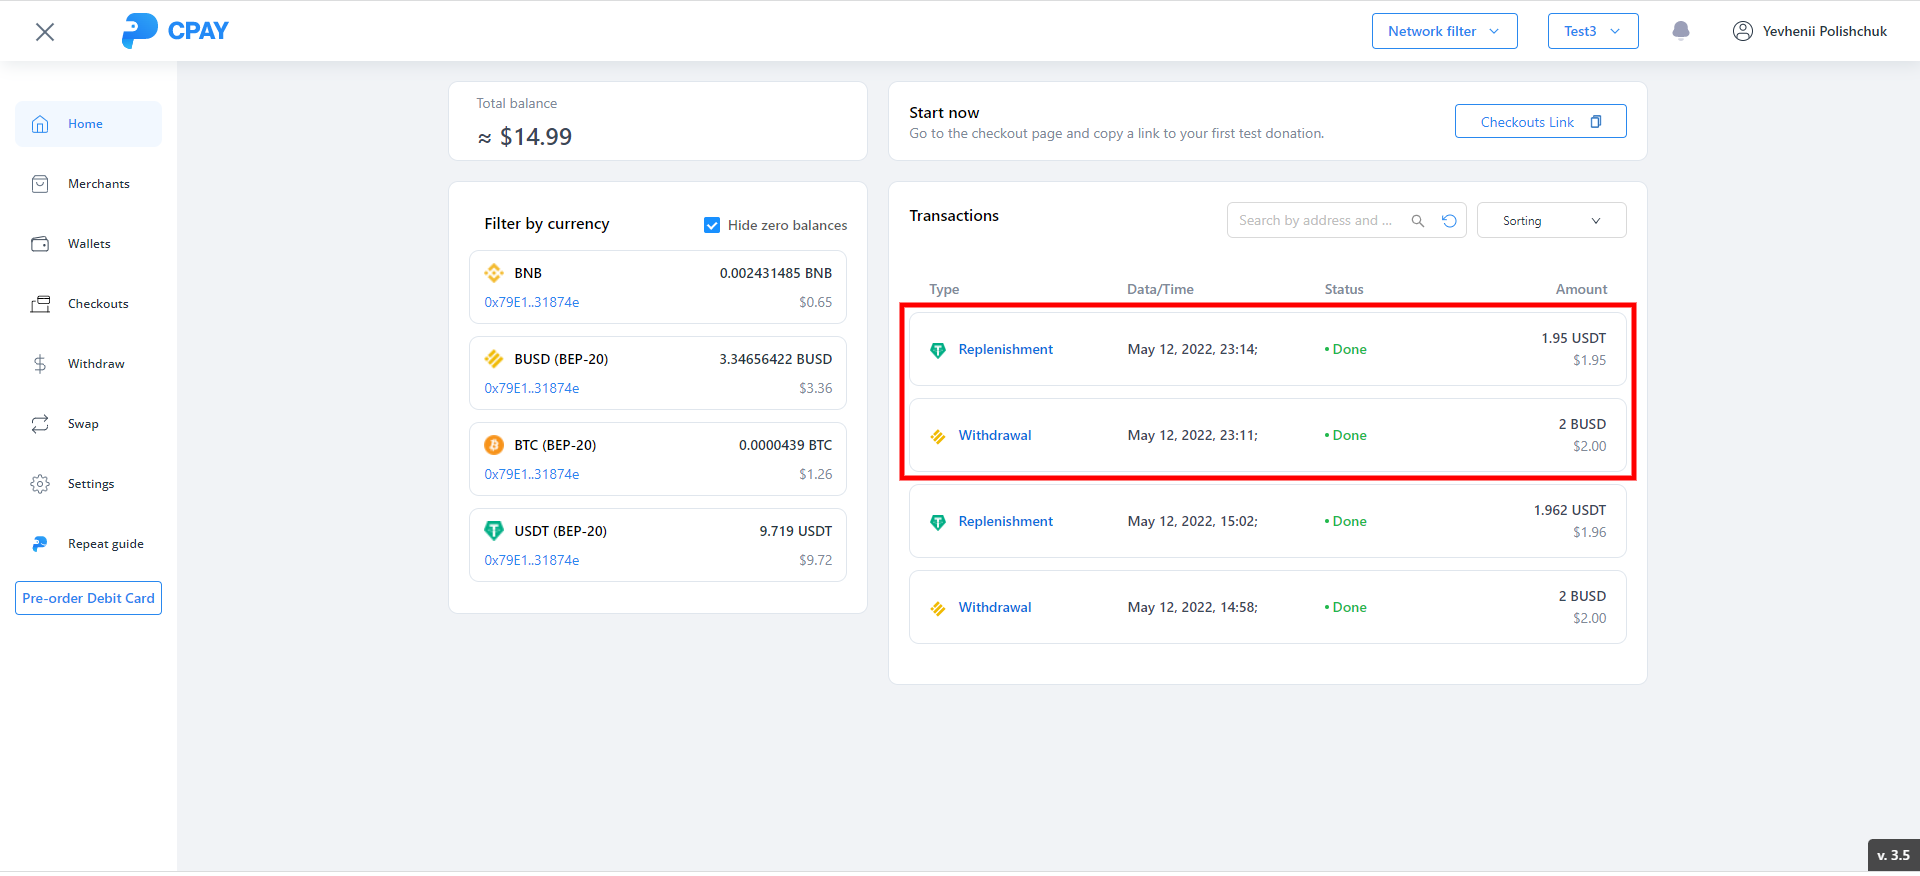 CPAY
Network filter
Test3
Yevhenii Polishchuk
Home
Merchants
Wallets
Checkouts
Withdraw
Swap
Settings
Repeat guide
Pre-order Debit Card
Total balance
≈ $14.99
Start now
Go to the checkout page and copy a link to your first test donation.
Checkouts Link
Filter by currency
Hide zero balances
BNB 0.002431485 BNB
0x79E1..31874e $0.65
BUSD (BEP-20) 3.34656422 BUSD
0x79E1..31874e $3.36
BTC (BEP-20) 0.0000439 BTC
0x79E1..31874e $1.26
USDT (BEP-20) 9.719 USDT
0x79E1..31874e $9.72
Transactions
Search by address and ...
Sorting
Type Data/Time Status Amount
Replenishment May 12, 2022, 23:14; • Done 1.95 USDT
$1.95
Withdrawal May 12, 2022, 23:11; • Done 2 BUSD
$2.00
Replenishment May 12, 2022, 15:02; • Done 1.962 USDT
$1.96
Withdrawal May 12, 2022, 14:58; • Done 2 BUSD
$2.00
v. 3.5